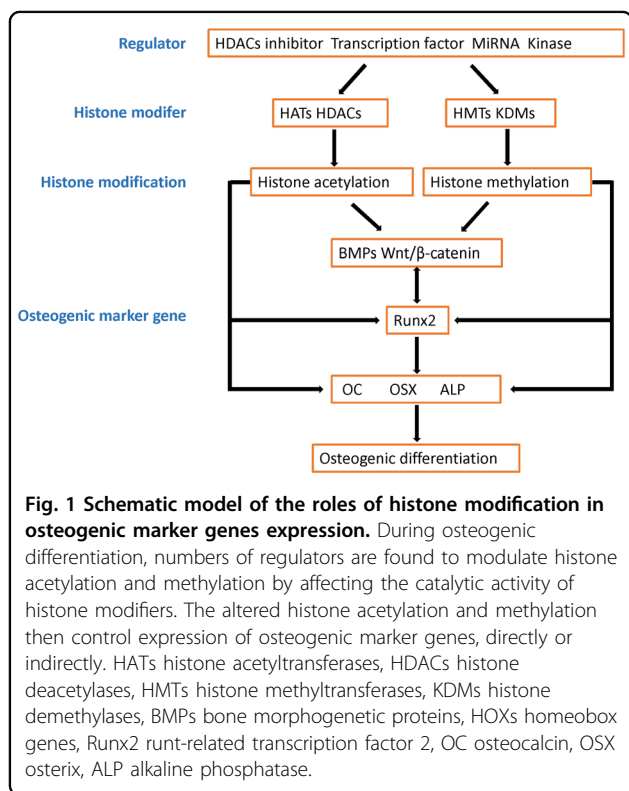 Regulator
HDACs inhibitor Transcription factor MiRNA Kinase
Histone modifer
HATs HDACs
HMTs KDMs
Histone modification
Histone acetylation
Histone methylation
BMPs Wnt/β-catenin
Osteogenic marker gene
Runx2
OC OSX ALP
Osteogenic differentiation
Fig. 1 Schematic model of the roles of histone modification in
osteogenic marker genes expression. During osteogenic
differentiation, numbers of regulators are found to modulate histone
acetylation and methylation by affecting the catalytic activity of
histone modifiers. The altered histone acetylation and methylation
then control expression of osteogenic marker genes, directly or
indirectly. HATs histone acetyltransferases, HDACs histone
deacetylases, HMTs histone methyltransferases, KDMs histone
demethylases, BMPs bone morphogenetic proteins, HOXs homeobox
genes, Runx2 runt-related transcription factor 2, OC osteocalcin, OSX
osterix, ALP alkaline phosphatase.